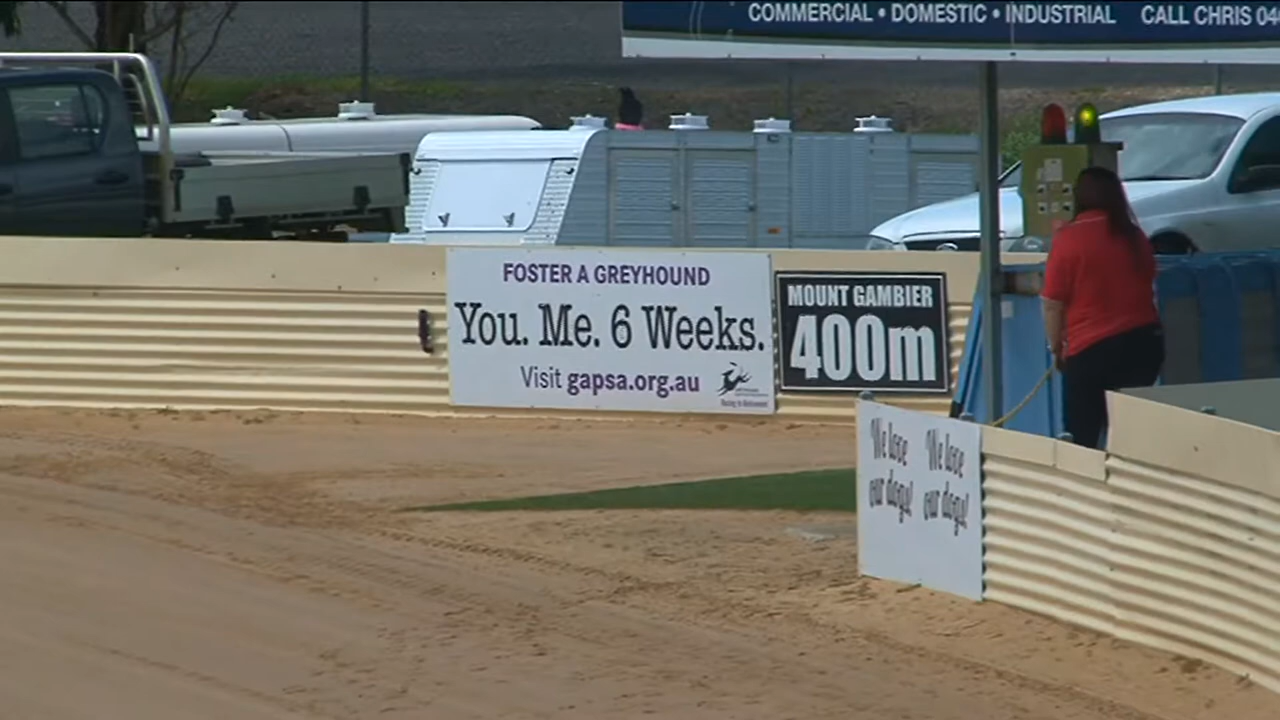 COMMERCIAL • DOMESTIC • INDUSTRIAL CALL CHRIS 04
FOSTER A GREYHOUND
You. Me. 6 Weeks.
Visit gapsa.org.au
MOUNT GAMBIER
400m
We love
our dogs!
We love
our dogs!